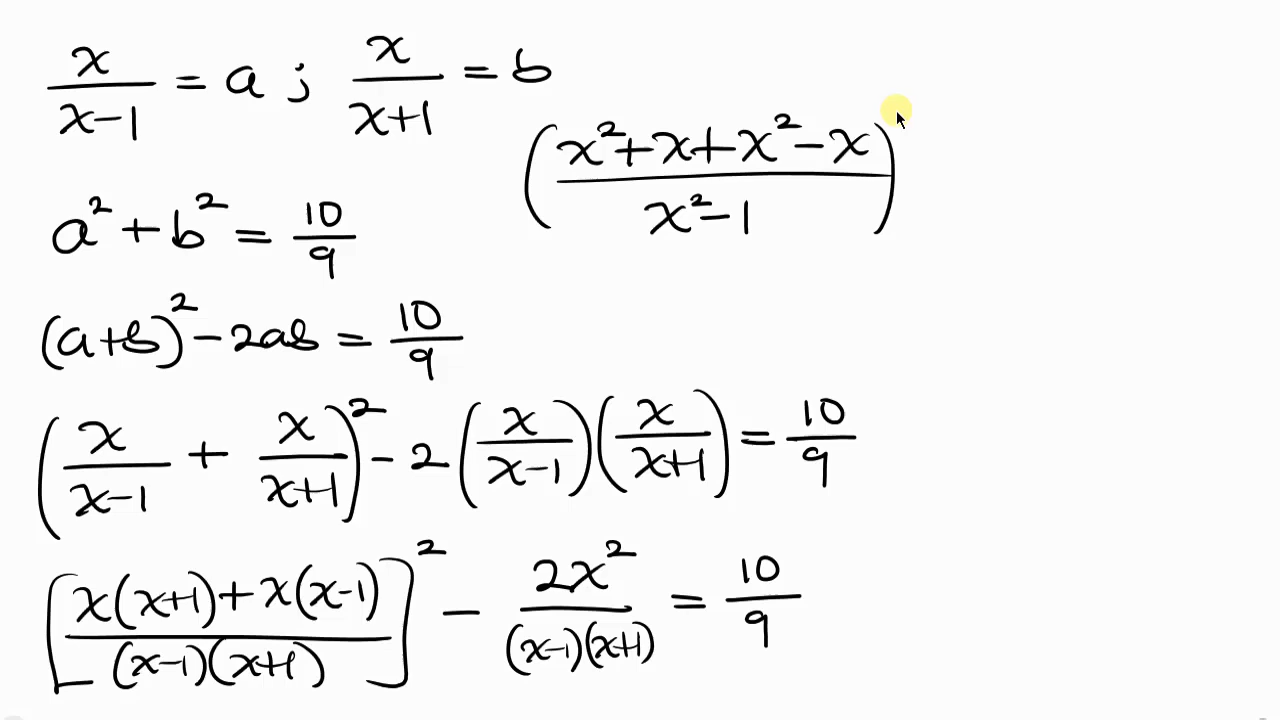 x/(x-1) = a ; x/(x+1) = b
((x²+x+x²-x)/(x²-1))
a² + b² = 10/9
(a+b)² - 2ab = 10/9
(x/(x-1) + x/(x+1))² - 2(x/(x-1))(x/(x+1)) = 10/9
[(x(x+1)+x(x-1))/((x-1)(x+1))]² - 2x²/((x-1)(x+1)) = 10/9